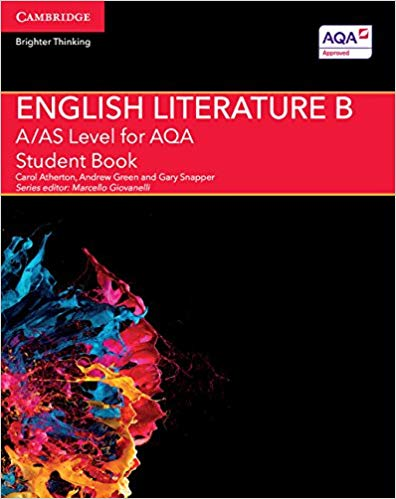 CAMBRIDGE
Brighter Thinking
AQA
Approved
ENGLISH LITERATURE B
A/AS Level for AQA
Student Book
Carol Atherton, Andrew Green and Gary Snapper
Series editor: Marcello Giovanelli